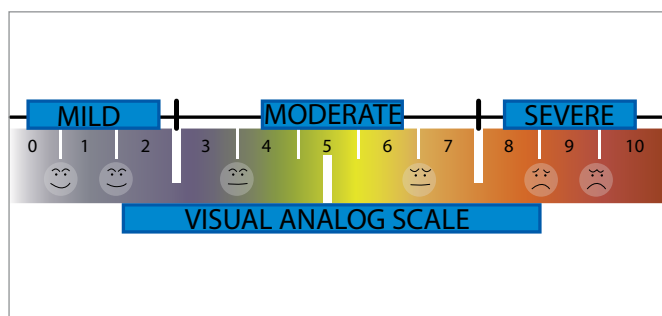 MILD MODERATE SEVERE
0 1 2 3 4 5 6 7 8 9 10
VISUAL ANALOG SCALE